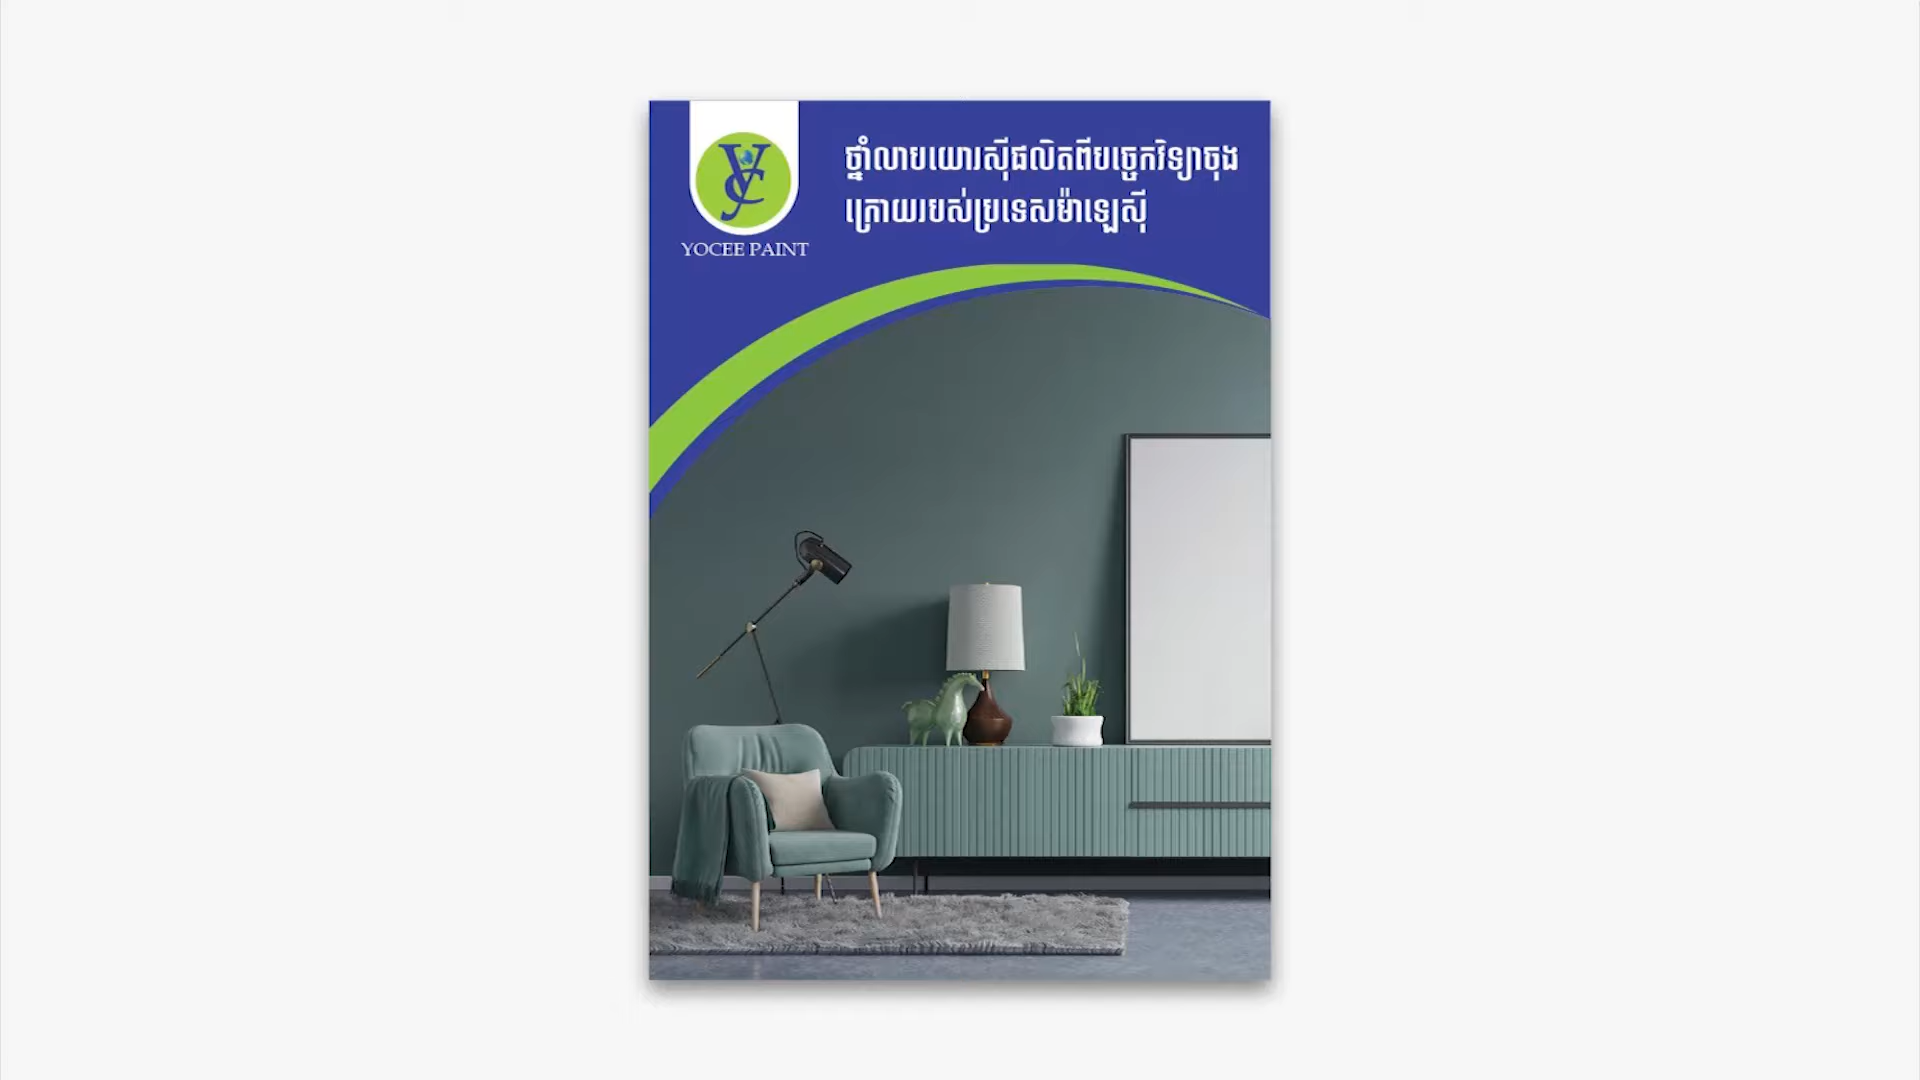 YC
YOCEE PAINT
ថ្នាំលាបយោរស៊ីផលិតពីបច្ចេកវិទ្យាចុង
ក្រោយរបស់ប្រទេសម៉ាឡេស៊ី